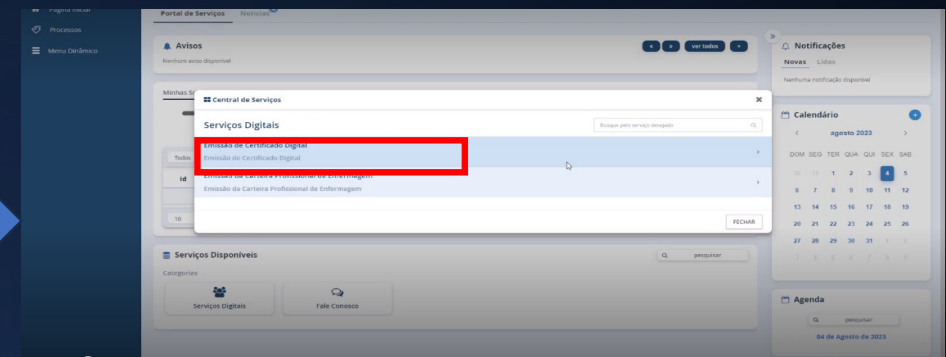 Página Inicial
Portal de Serviços Notícias
Processos
Menu Dinâmico
Avisos
ver todos
Nenhum aviso disponível
Notificações
Novas Lidas
Nenhuma notificação disponível
Central de Serviços
Serviços Digitais
Busque pelo serviço desejado
Emissão de Certificado Digital
Emissão de Certificado Digital
Emissão da Carteira Profissional de Enfermagem
Emissão da Carteira Profissional de Enfermagem
FECHAR
Todos
Id
10
Calendário
agosto 2023
DOM SEG TER QUA QUI SEX SAB
30 31 1 2 3 4 5
6 7 8 9 10 11 12
13 14 15 16 17 18 19
20 21 22 23 24 25 26
27 28 29 30 31 1 2
3 4 5 6 7 8 9
Serviços Disponíveis
pesquisar
Categorias
Serviços Digitais
Fale Conosco
Agenda
pesquisar
04 de Agosto de 2023